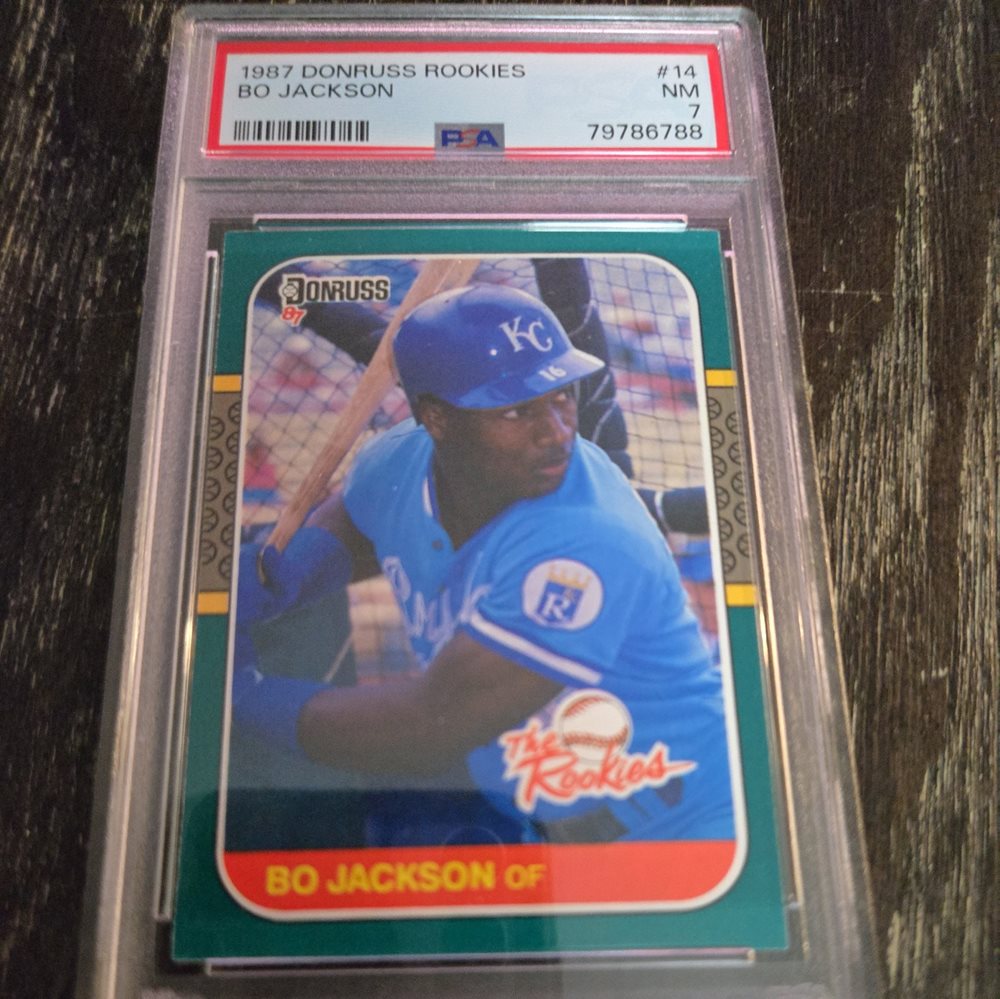 1987 DONRUSS ROOKIES #14
BO JACKSON NM
7
PSA 79786788
DONRUSS
87
KC
16
Royals
R
The
Rookies
BO JACKSON OF